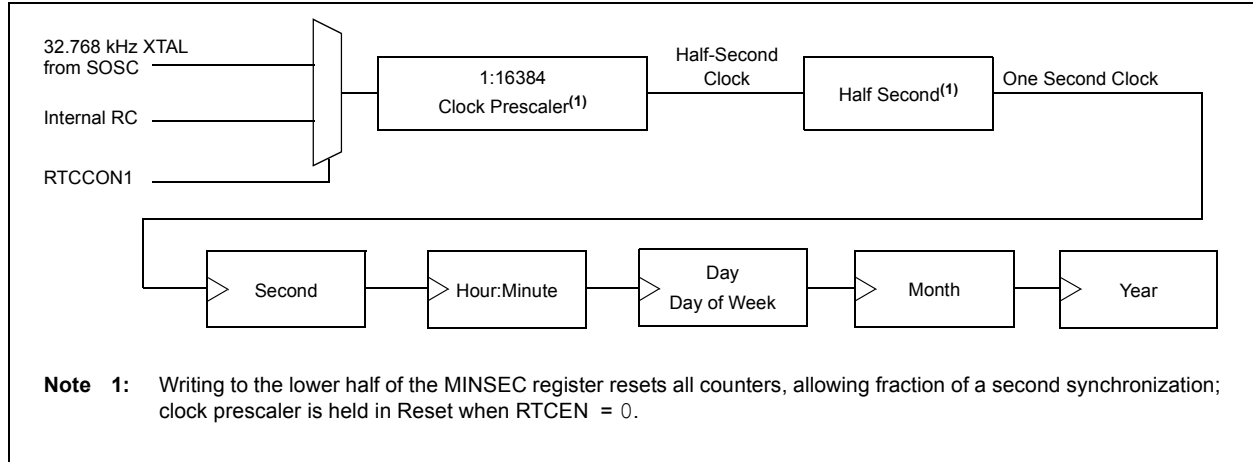 32.768 kHz XTAL
from SOSC
Internal RC
RTCCON1
1:16384
Clock Prescaler(1)
Half-Second
Clock
Half Second(1)
One Second Clock
Second
Hour:Minute
Day
Day of Week
Month
Year
Note 1: Writing to the lower half of the MINSEC register resets all counters, allowing fraction of a second synchronization;
clock prescaler is held in Reset when RTCEN = 0.